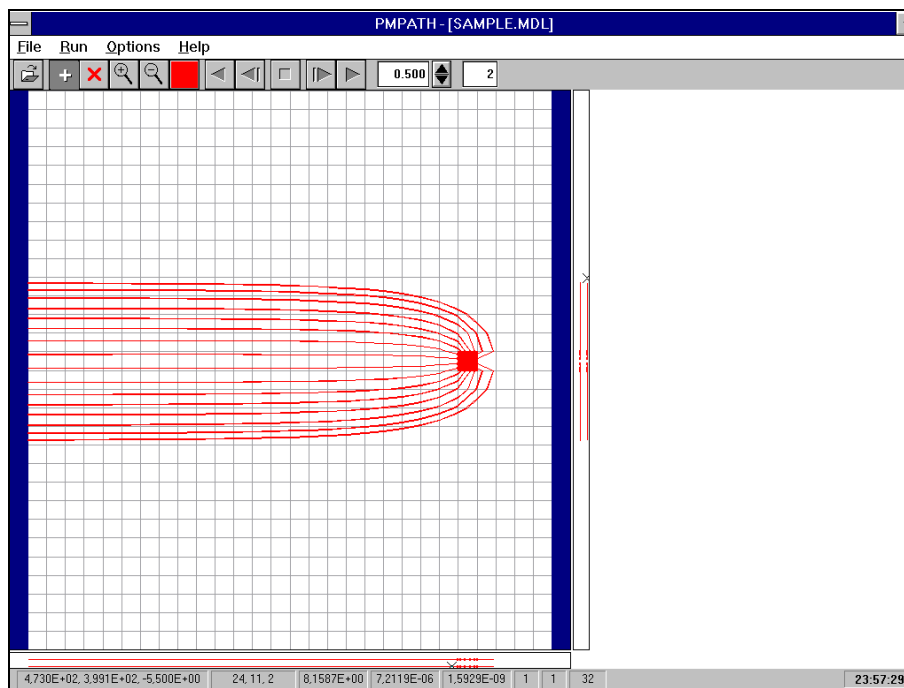 PMPATH - [SAMPLE.MDL]
File Run Options Help
0.500 2
4,730E+02, 3,991E+02, -5,500E+00 24, 11, 2 8,1587E+00 7,2119E-06 1,5929E-09 1 1 32 23:57:29